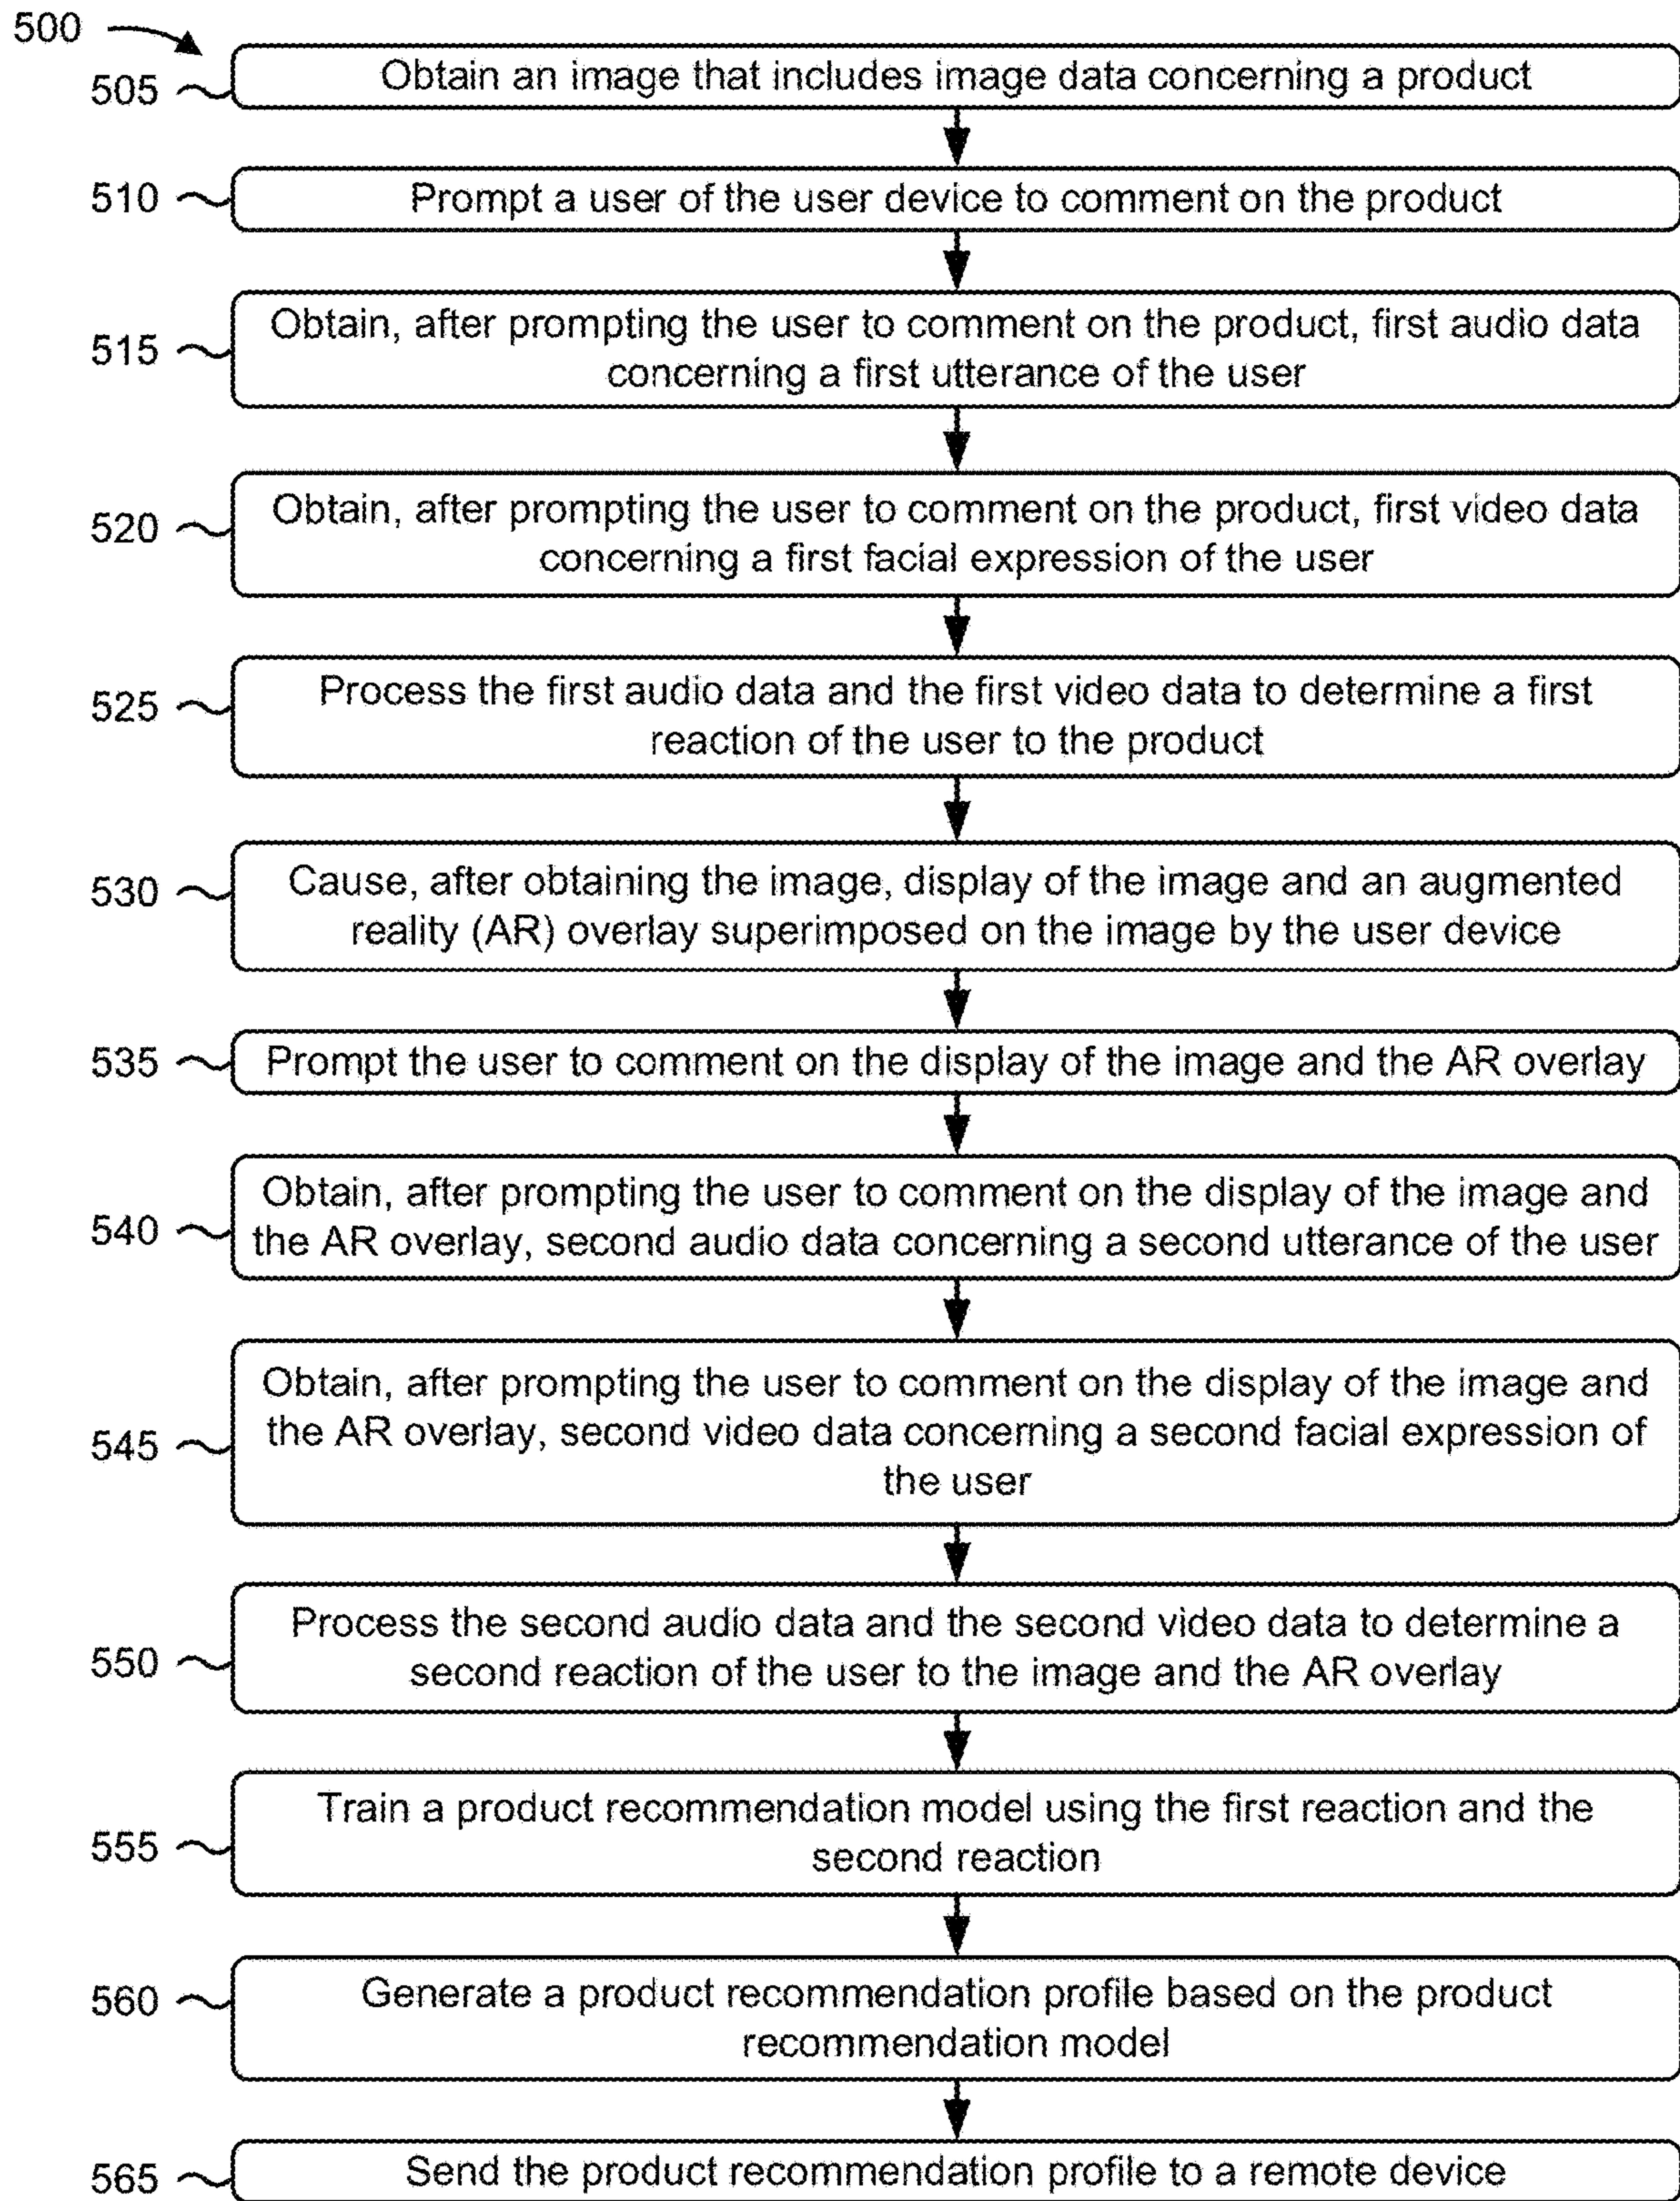 500
505
Obtain an image that includes image data concerning a product
510
Prompt a user of the user device to comment on the product
515
Obtain, after prompting the user to comment on the product, first audio data
concerning a first utterance of the user
520
Obtain, after prompting the user to comment on the product, first video data
concerning a first facial expression of the user
525
Process the first audio data and the first video data to determine a first
reaction of the user to the product
530
Cause, after obtaining the image, display of the image and an augmented
reality (AR) overlay superimposed on the image by the user device
535
Prompt the user to comment on the display of the image and the AR overlay
540
Obtain, after prompting the user to comment on the display of the image and
the AR overlay, second audio data concerning a second utterance of the user
545
Obtain, after prompting the user to comment on the display of the image and
the AR overlay, second video data concerning a second facial expression of
the user
550
Process the second audio data and the second video data to determine a
second reaction of the user to the image and the AR overlay
555
Train a product recommendation model using the first reaction and the
second reaction
560
Generate a product recommendation profile based on the product
recommendation model
565
Send the product recommendation profile to a remote device